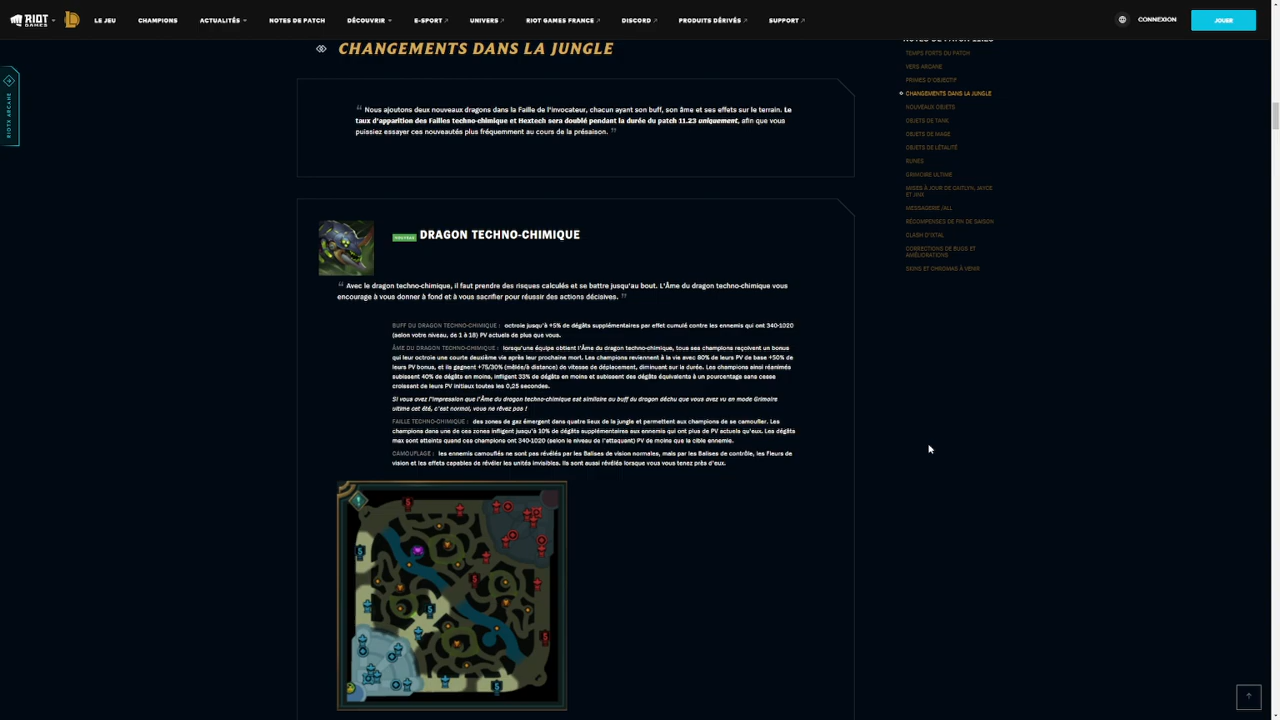 RIOT GAMES
LE JEU
CHAMPIONS
ACTUALITÉS
NOTES DE PATCH
DÉCOUVRIR
E-SPORT
UNIVERS
RIOT GAMES FRANCE
DISCORD
PRODUITS DÉRIVÉS
SUPPORT
CONNEXION
JOUER
RIOTX ARCANE
CHANGEMENTS DANS LA JUNGLE
" Nous ajoutons deux nouveaux dragons dans la Faille de l'invocateur, chacun ayant son buff, son âme et ses effets sur le terrain. Le
taux d'apparition des Failles techno-chimique et Hextech sera doublé pendant la durée du patch 11.23 uniquement, afin que vous
puissiez essayer ces nouveautés plus fréquemment au cours de la présaison. "
NOUVEAU DRAGON TECHNO-CHIMIQUE
" Avec le dragon techno-chimique, il faut prendre des risques calculés et se battre jusqu'au bout. L'Âme du dragon techno-chimique vous
encourage à vous donner à fond et à vous sacrifier pour réussir des actions décisives. "
BUFF DU DRAGON TECHNO-CHIMIQUE : octroie jusqu'à +5% de dégâts supplémentaires par effet cumulé contre les ennemis qui ont 340-1020
(selon votre niveau, de 1 à 18) PV actuels de plus que vous.
ÂME DU DRAGON TECHNO-CHIMIQUE : lorsqu'une équipe obtient l'Âme du dragon techno-chimique, tous ses champions reçoivent un bonus
qui leur octroie une courte deuxième vie après leur prochaine mort. Les champions reviennent à la vie avec 80% de leurs PV de base +50% de
leurs PV bonus, et ils gagnent +75/30% (mêlée/à distance) de vitesse de déplacement, diminuant sur la durée. Les champions ainsi réanimés
subissent 40% de dégâts en moins, infligent 33% de dégâts en moins et subissent des dégâts équivalents à un pourcentage sans cesse
croissant de leurs PV initiaux toutes les 0,25 secondes.
Si vous avez l'impression que l'Âme du dragon techno-chimique est similaire au buff du dragon déchu que vous avez vu en mode Grimoire
ultime cet été, c'est normal, vous ne rêvez pas !
FAILLE TECHNO-CHIMIQUE : des zones de gaz émergent dans quatre lieux de la jungle et permettent aux champions de se camoufler. Les
champions dans une de ces zones infligent jusqu'à 10% de dégâts supplémentaires aux ennemis qui ont plus de PV actuels qu'eux. Les dégâts
max sont atteints quand ces champions ont 340-1020 (selon le niveau de l'attaquant) PV de moins que la cible ennemie.
CAMOUFLAGE : les ennemis camouflés ne sont pas révélés par les Balises de vision normales, mais par les Balises de contrôle, les Fleurs de
vision et les effets capables de révéler les unités invisibles. Ils sont aussi révélés lorsque vous vous tenez près d'eux.
NOTES DE PATCH 11.23
TEMPS FORTS DU PATCH
VERS ARCANE
PRIMES D'OBJECTIF
CHANGEMENTS DANS LA JUNGLE
NOUVEAUX OBJETS
OBJETS DE TANK
OBJETS DE MAGE
OBJETS DE LÉTALITÉ
RUNES
GRIMOIRE ULTIME
MISES À JOUR DE CAITLYN, JAYCE
ET JINX
MESSAGERIE /ALL
RÉCOMPENSES DE FIN DE SAISON
CLASH D'IXTAL
CORRECTIONS DE BUGS ET
AMÉLIORATIONS
SKINS ET CHROMAS À VENIR